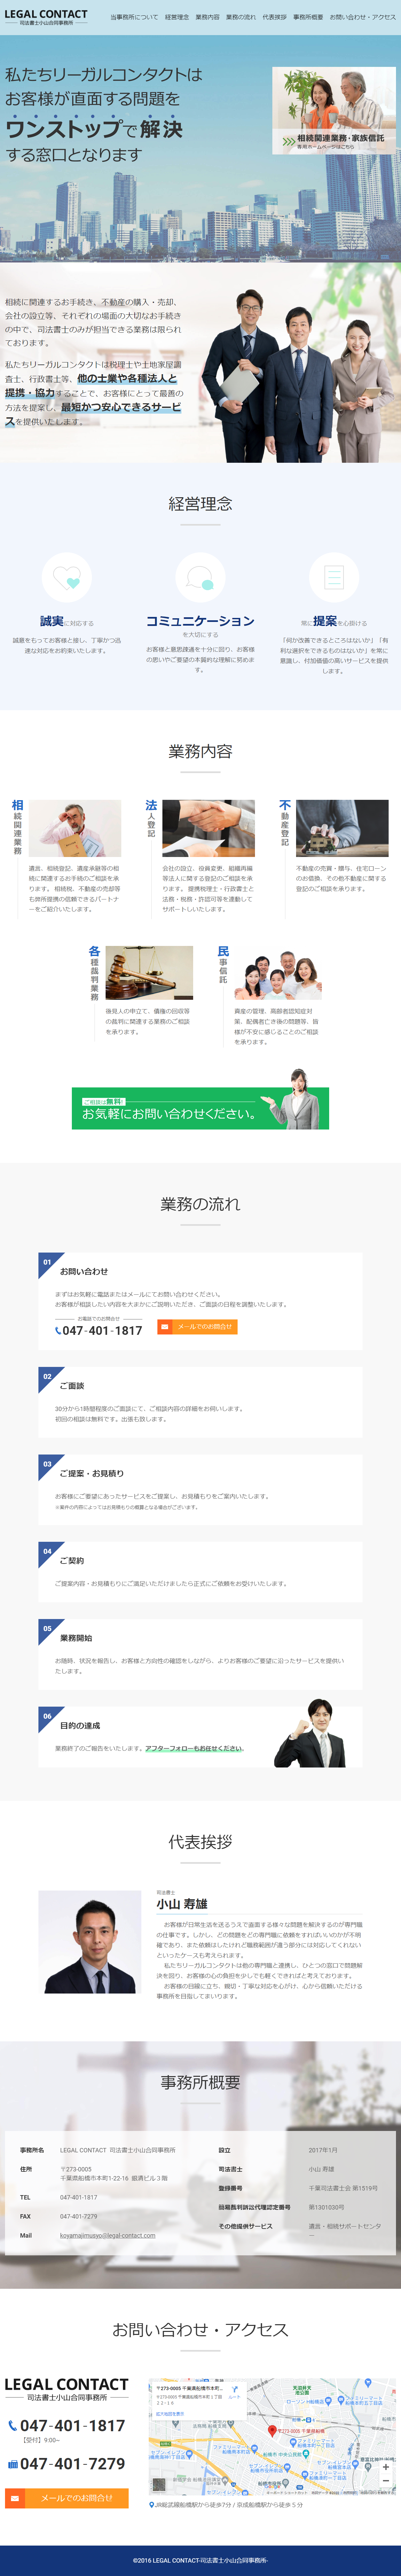 LEGAL CONTACT
司法書士小山合同事務所
当事務所について 経営理念 業務内容 業務の流れ 代表挨拶 事務所概要 お問い合わせ・アクセス
私たちリーガルコンタクトは
お客様が直面する問題を
ワンストップで解決
する窓口となります
相続関連業務・家族信託
専用ホームページはこちら
相続に関連するお手続き、不動産の購入・売却、
会社の設立等、それぞれの場面の大切なお手続き
の中で、司法書士のみが担当できる業務は限られ
ております。
私たちリーガルコンタクトは税理士や土地家屋調
査士、行政書士等、他の士業や各種法人と
提携・協力することで、お客様にとって最善の
方法を提案し、最短かつ安心できるサービ
スを提供いたします。
経営理念
誠実に対応する
誠意をもってお客様と接し、丁寧かつ迅
速な対応をお約束いたします。
コミュニケーション
を大切にする
お客様と意思疎通を十分に図り、お客様
の思いやご要望の本質的な理解に努めま
す。
常に提案を心掛ける
「何か改善できるところはないか」「有
利な選択をできるものはないか」を常に
意識し、付加価値の高いサービスを提供
します。
業務内容
相続関連業務
遺言、相続登記、遺産承継等の相
続に関連するお手続のご相談を承
ります。 相続税、不動産の売却等
も弊所提携の信頼できるパートナ
ーをご紹介いたします。
法人登記
会社の設立、役員変更、組織再編
等法人に関する登記のご相談を承
ります。 提携税理士・行政書士と
法務・税務・許認可等を連動して
サポートしいたします。
不動産登記
不動産の売買・贈与、住宅ローン
のお借換、その他不動産に関する
登記のご相談を承ります。
各種裁判業務
後見人の申立て、債権の回収等
の裁判に関連する業務のご相談
を承ります。
民事信託
資産の管理、高齢者認知症対
策、配偶者亡き後の問題等、皆
様が不安に感じることのご相談
を承ります。
ご相談は無料!
お気軽にお問い合わせください。
業務の流れ
01
お問い合わせ
まずはお気軽に電話またはメールにてお問い合わせください。
お客様が相談したい内容を大まかにご説明いただき、ご面談の日程を調整いたします。
お電話でのお問合せ
047-401-1817
メールでのお問合せ
02
ご面談
30分から1時間程度のご面談にて、ご相談内容の詳細をお伺いします。
初回の相談は無料です。出張も致します。
03
ご提案・お見積り
お客様にご要望にあったサービスをご提案し、お見積もりをご案内いたします。
※案件の内容によってはお見積もりの概算となる場合がございます。
04
ご契約
ご提案内容・お見積もりにご満足いただけましたら正式にご依頼をお受けいたします。
05
業務開始
お随時、状況を報告し、お客様と方向性の確認をしながら、よりお客様のご要望に沿ったサービスを提供い
たします。
06
目的の達成
業務終了のご報告をいたします。アフターフォローもお任せください。
代表挨拶
司法書士
小山 寿雄
お客様が日常生活を送るうえで直面する様々な問題を解決するのが専門職
の仕事です。しかし、どの問題をどの専門職に依頼をすればいいのかが不明
確であり、また依頼はしたけれど職務範囲が違う部分には対応してくれない
といったケースも考えられます。
私たちリーガルコンタクトは他の専門職と連携し、ひとつの窓口で問題解
決を図り、お客様の心の負担を少しでも軽くできればと考えております。
お客様の目線に立ち、親切・丁寧な対応を心がけ、心から信頼いただける
事務所を目指してまいります。
事務所概要
事務所名 LEGAL CONTACT 司法書士小山合同事務所
住所 〒273-0005
千葉県船橋市本町1-22-16 銀清ビル3階
TEL 047-401-1817
FAX 047-401-7279
Mail koyamajimusyo@legal-contact.com
設立 2017年1月
司法書士 小山 寿雄
登録番号 千葉司法書士会 第1519号
簡易裁判訴訟代理認定番号 第1301030号
その他提供サービス 遺言・相続サポートセンタ
ー
お問い合わせ・アクセス
LEGAL CONTACT
司法書士小山合同事務所
047-401-1817
【受付】9:00~
047-401-7279
メールでのお問合せ
〒273-0005 千葉県船橋市本町...
〒273-0005 千葉県船橋市本町１丁目
２２−１６
ルート
拡大地図を表示
JR総武線船橋駅から徒歩7分 / 京成船橋駅から徒歩５分
©2016 LEGAL CONTACT-司法書士小山合同事務所-